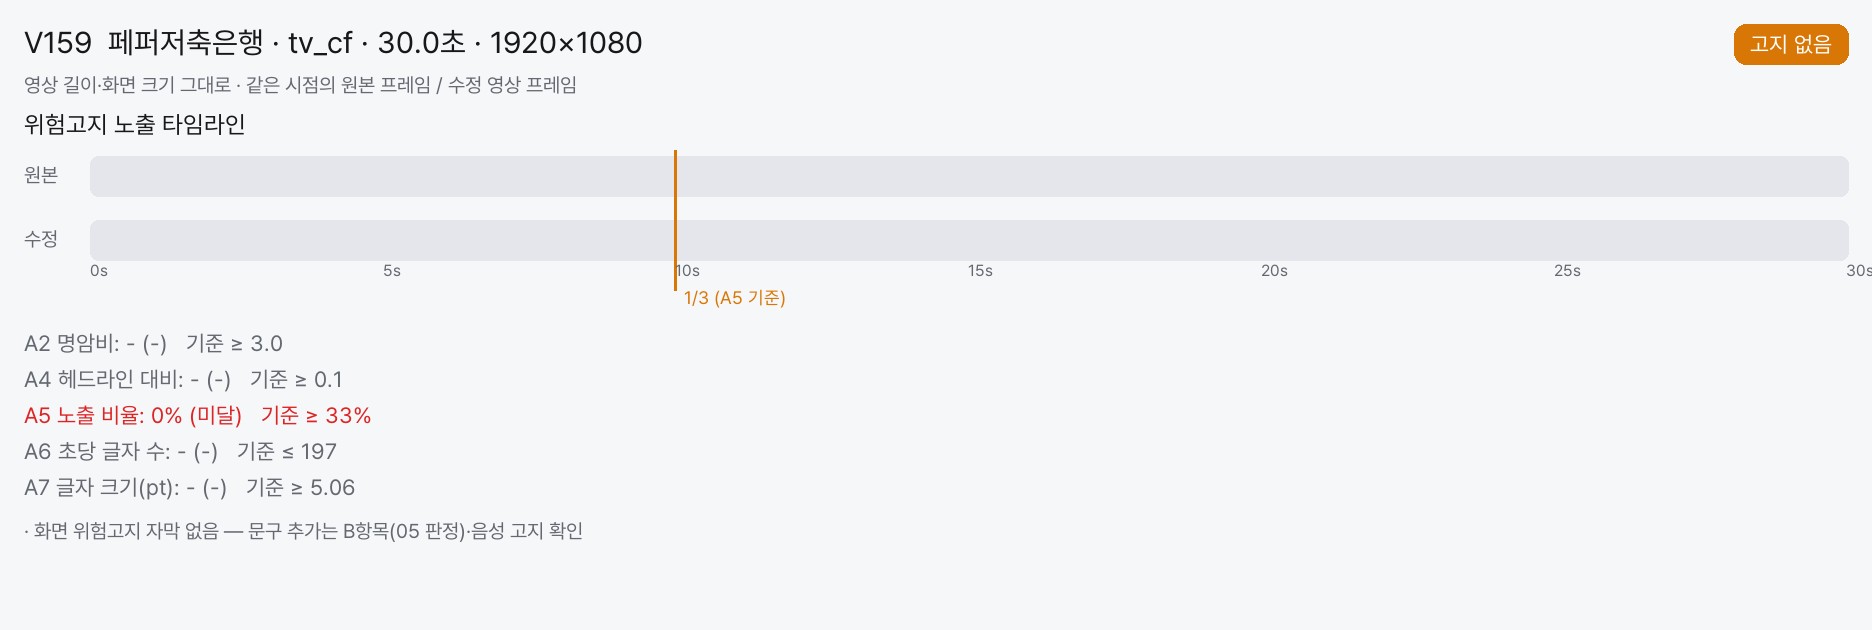 V159 페퍼저축은행 · tv_cf · 30.0초 · 1920×1080
고지 없음
영상 길이·화면 크기 그대로 · 같은 시점의 원본 프레임 / 수정 영상 프레임
위험고지 노출 타임라인
원본
수정
0s 5s 10s 15s 20s 25s 30s
1/3 (A5 기준)
A2 명암비: - (-) 기준 ≥ 3.0
A4 헤드라인 대비: - (-) 기준 ≥ 0.1
A5 노출 비율: 0% (미달) 기준 ≥ 33%
A6 초당 글자 수: - (-) 기준 ≤ 197
A7 글자 크기(pt): - (-) 기준 ≥ 5.06
· 화면 위험고지 자막 없음 — 문구 추가는 B항목(05 판정)·음성 고지 확인